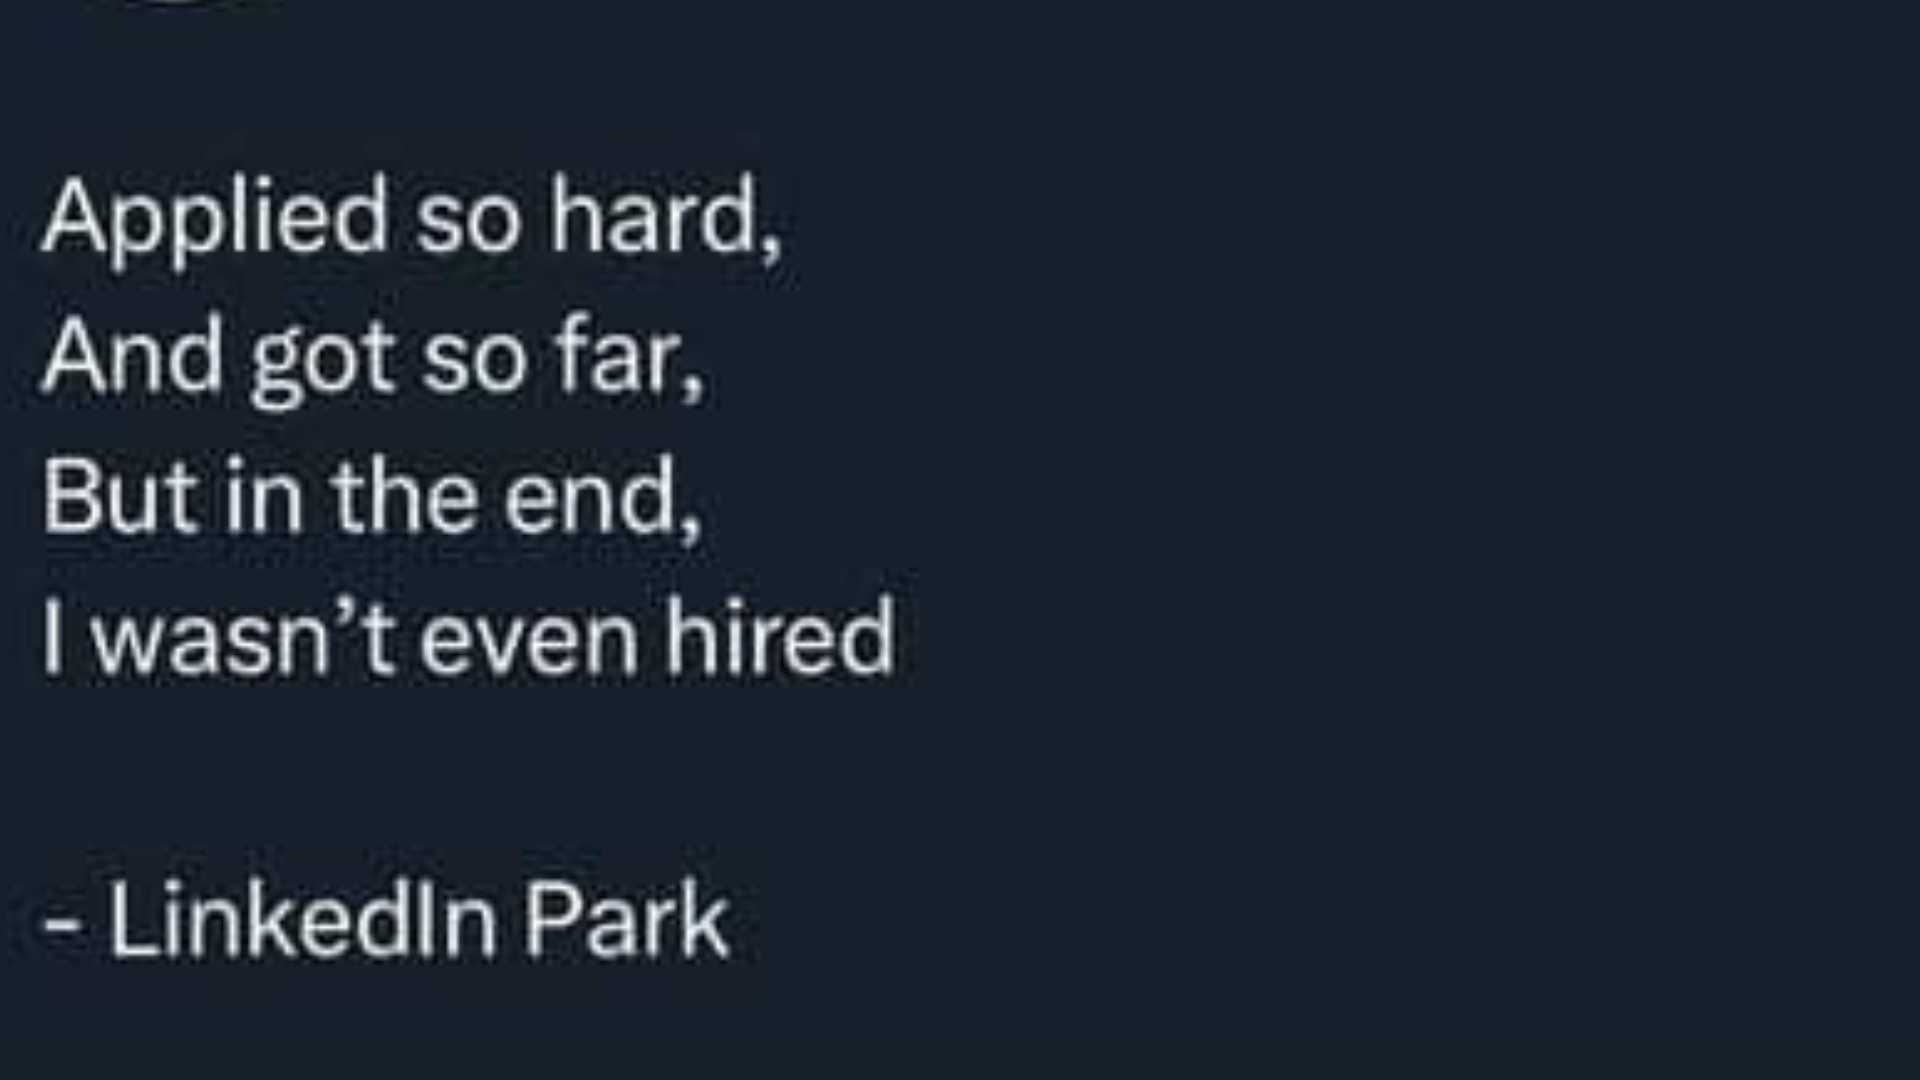 Applied so hard,
And got so far,
But in the end,
I wasn’t even hired
- LinkedIn Park